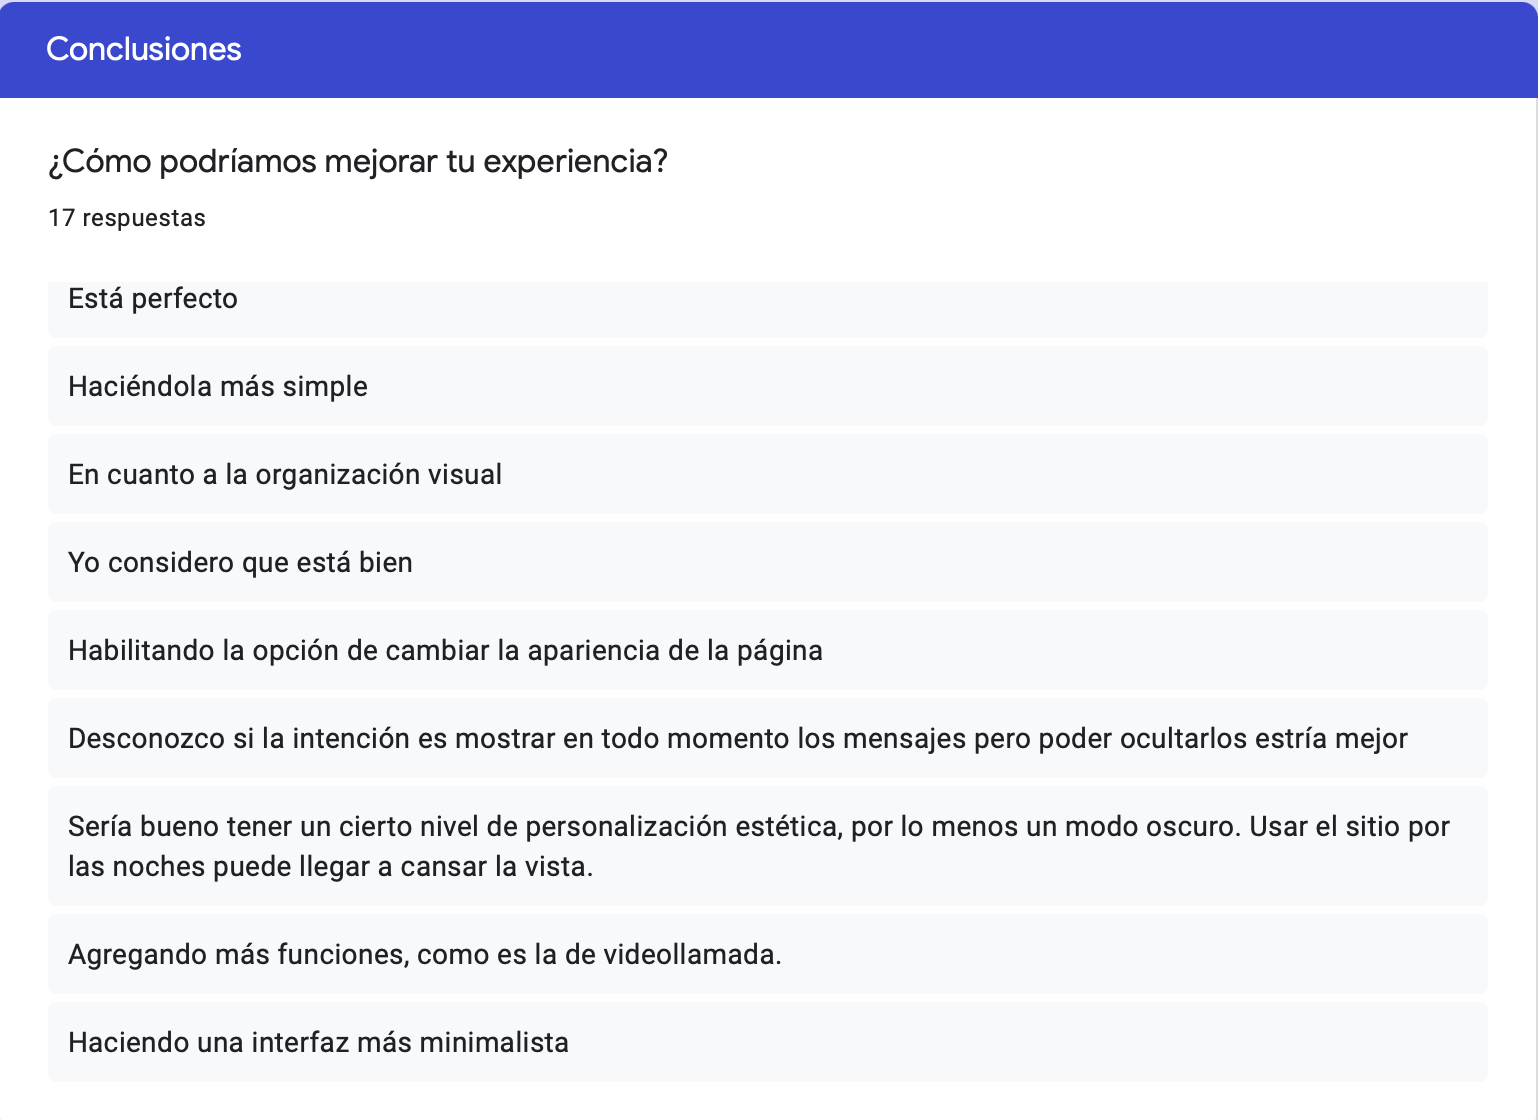 Conclusiones
¿Cómo podríamos mejorar tu experiencia?
17 respuestas
Está perfecto
Haciéndola más simple
En cuanto a la organización visual
Yo considero que está bien
Habilitando la opción de cambiar la apariencia de la página
Desconozco si la intención es mostrar en todo momento los mensajes pero poder ocultarlos estría mejor
Sería bueno tener un cierto nivel de personalización estética, por lo menos un modo oscuro. Usar el sitio por
las noches puede llegar a cansar la vista.
Agregando más funciones, como es la de videollamada.
Haciendo una interfaz más minimalista